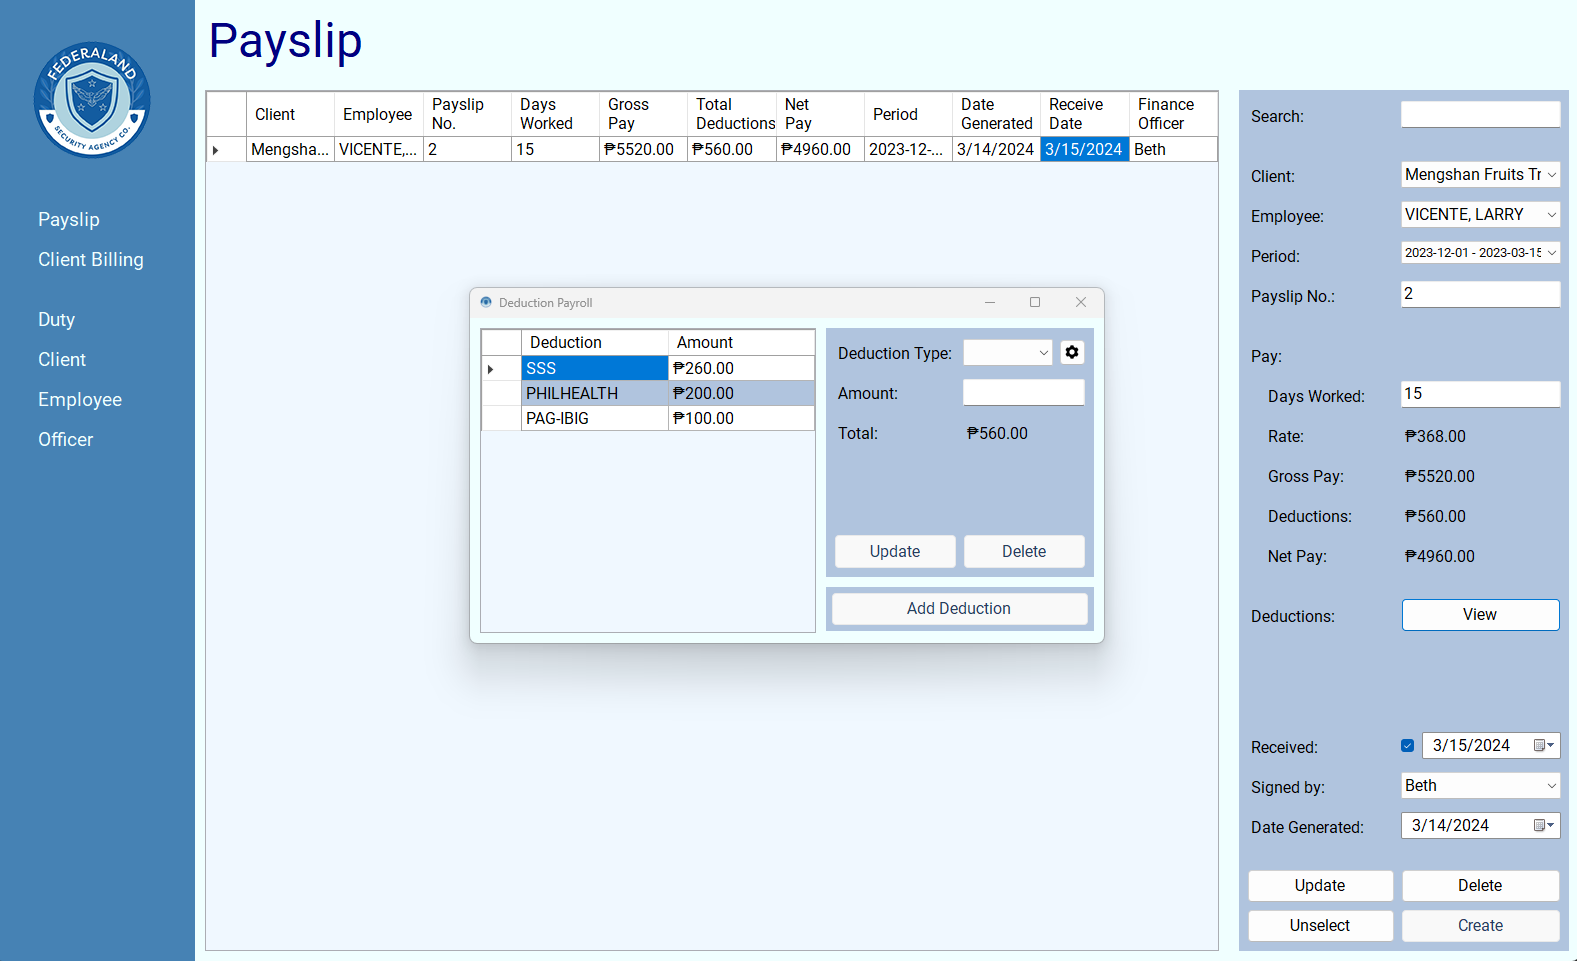 FEDERALAND
SECURITY AGENCY CO.
Payslip
Client Billing
Duty
Client
Employee
Officer
Payslip
Client Employee Payslip No. Days Worked Gross Pay Total Deductions Net Pay Period Date Generated Receive Date Finance Officer
Mengsha... VICENTE,... 2 15 ₱5520.00 ₱560.00 ₱4960.00 2023-12-... 3/14/2024 3/15/2024 Beth
Deduction Payroll
Deduction Amount
SSS ₱260.00
PHILHEALTH ₱200.00
PAG-IBIG ₱100.00
Deduction Type:
Amount:
Total: ₱560.00
Update Delete
Add Deduction
Search:
Client: Mengshan Fruits Tr
Employee: VICENTE, LARRY
Period: 2023-12-01 - 2023-03-15
Payslip No.: 2
Pay:
Days Worked: 15
Rate: ₱368.00
Gross Pay: ₱5520.00
Deductions: ₱560.00
Net Pay: ₱4960.00
Deductions: View
Received: 3/15/2024
Signed by: Beth
Date Generated: 3/14/2024
Update Delete
Unselect Create